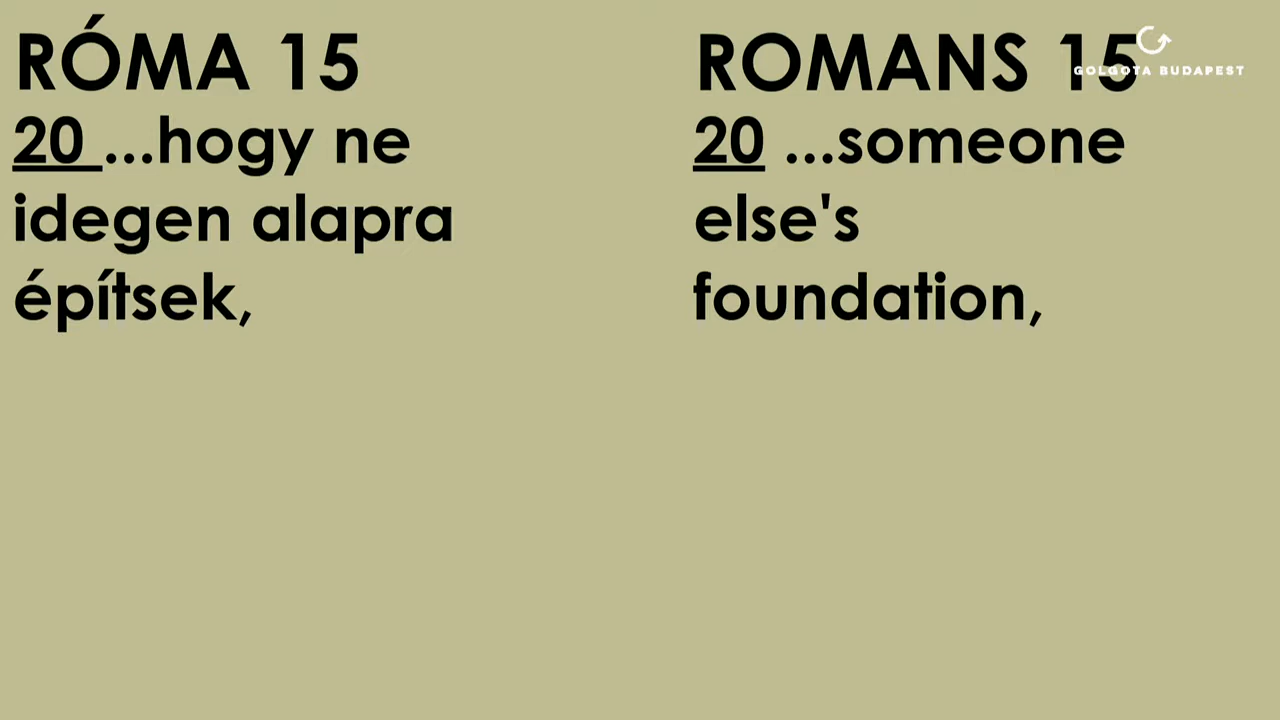 RÓMA 15
20 ...hogy ne
idegen alapra
építsek,
ROMANS 15
20 ...someone
else's
foundation,
GOLGOTA BUDAPEST